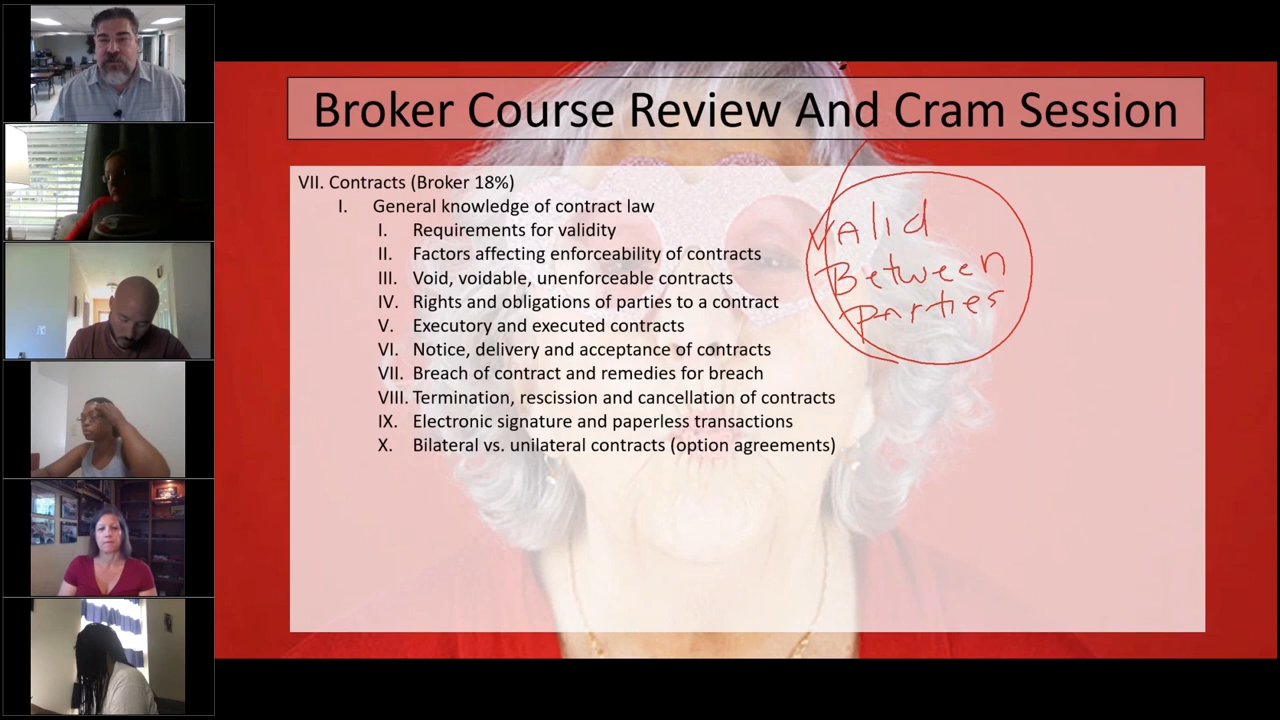 Broker Course Review And Cram Session
VII. Contracts (Broker 18%)
I. General knowledge of contract law
I. Requirements for validity
II. Factors affecting enforceability of contracts
III. Void, voidable, unenforceable contracts
IV. Rights and obligations of parties to a contract
V. Executory and executed contracts
VI. Notice, delivery and acceptance of contracts
VII. Breach of contract and remedies for breach
VIII. Termination, rescission and cancellation of contracts
IX. Electronic signature and paperless transactions
X. Bilateral vs. unilateral contracts (option agreements)
Valid
Between
Parties